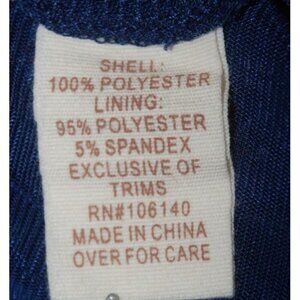 SHELL:
100% POLYESTER
LINING:
95% POLYESTER
5% SPANDEX
EXCLUSIVE OF
TRIMS
RN#106140
MADE IN CHINA
OVER FOR CARE